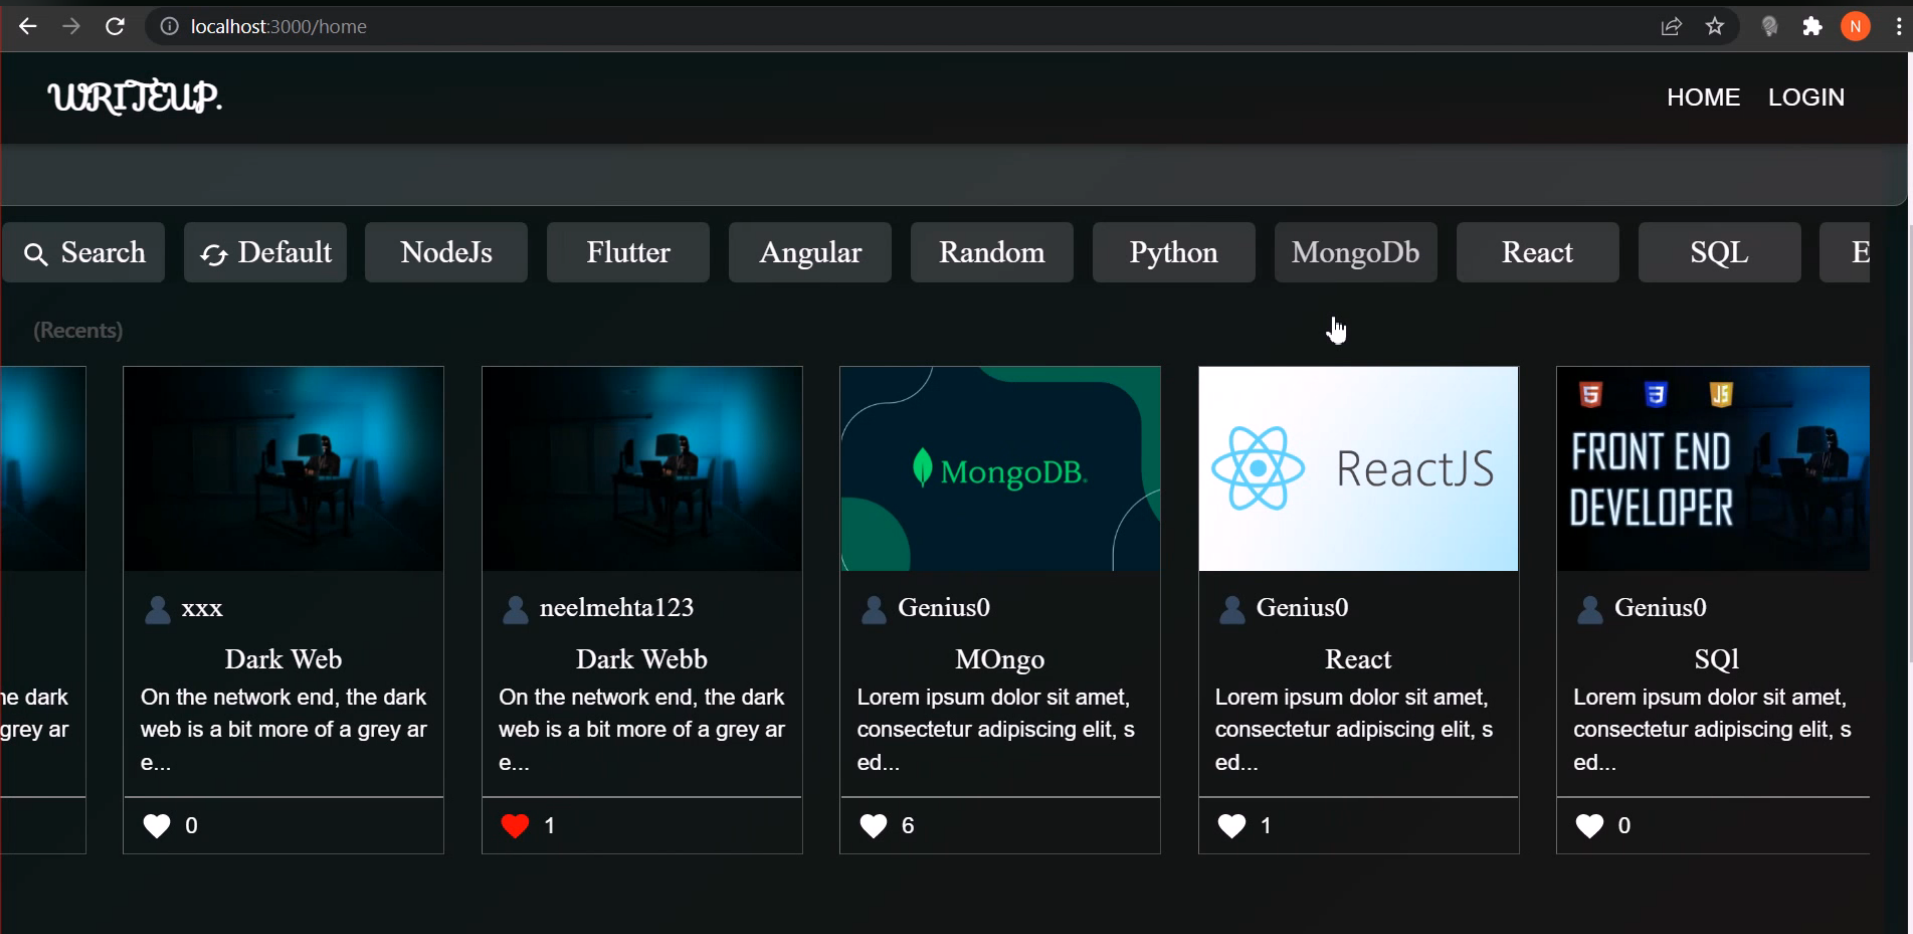 localhost:3000/home
N
WRITEUP.
HOME LOGIN
Search Default NodeJs Flutter Angular Random Python MongoDb React SQL E
(Recents)
MongoDB.
ReactJS
5 3 JS
FRONT END
DEVELOPER
xxx
neelmehta123
Genius0
Genius0
Genius0
he dark
grey ar
Dark Web
On the network end, the dark
web is a bit more of a grey ar
e...
0
Dark Webb
On the network end, the dark
web is a bit more of a grey ar
e...
1
MOngo
Lorem ipsum dolor sit amet,
consectetur adipiscing elit, s
ed...
6
React
Lorem ipsum dolor sit amet,
consectetur adipiscing elit, s
ed...
1
SQl
Lorem ipsum dolor sit amet,
consectetur adipiscing elit, s
ed...
0